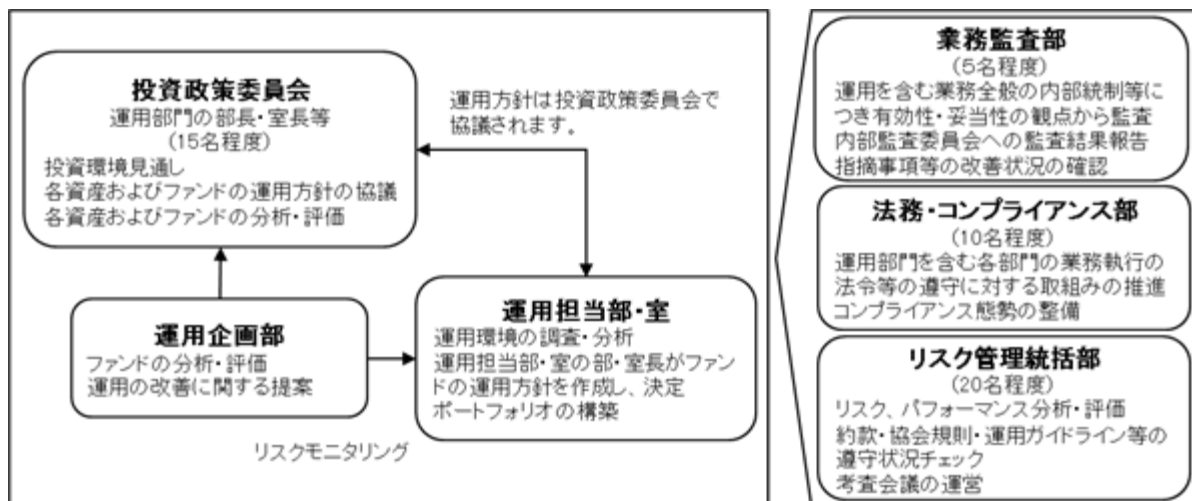 投資政策委員会
運用部門の部長・室長等
(15名程度)
投資環境見通し
各資産およびファンドの運用方針の協議
各資産およびファンドの分析・評価
運用方針は投資政策委員会で
協議されます。
運用企画部
ファンドの分析・評価
運用の改善に関する提案
運用担当部・室
運用環境の調査・分析
運用担当部・室の部・室長がファン
ドの運用方針を作成し、決定
ポートフォリオの構築
リスクモニタリング
業務監査部
(5名程度)
運用を含む業務全般の内部統制等に
つき有効性・妥当性の観点から監査
内部監査委員会への監査結果報告
指摘事項等の改善状況の確認
法務・コンプライアンス部
(10名程度)
運用部門を含む各部門の業務執行の
法令等の遵守に対する取組みの推進
コンプライアンス態勢の整備
リスク管理統括部
(20名程度)
リスク、パフォーマンス分析・評価
約款・協会規則・運用ガイドライン等の
遵守状況チェック
考査会議の運営